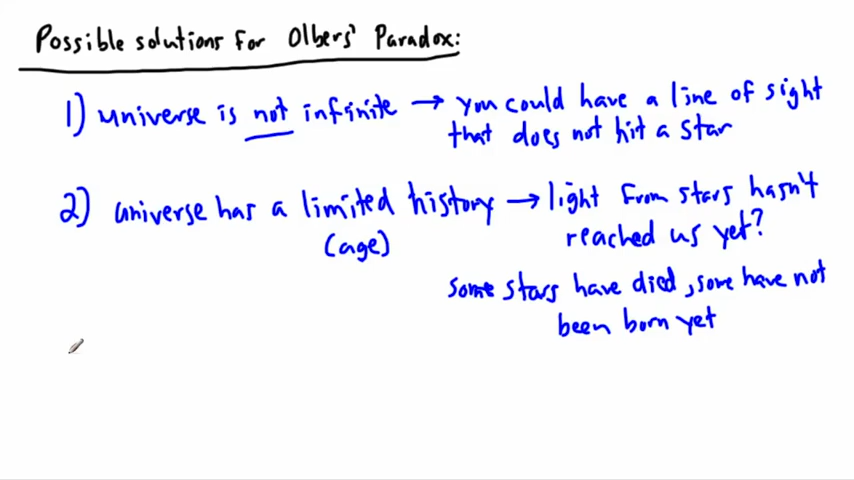 Possible solutions for Olbers' Paradox:
1) universe is not infinite → you could have a line of sight
that does not hit a star
2) universe has a limited history → light from stars hasn't
(age) reached us yet?
some stars have died, some have not
been born yet